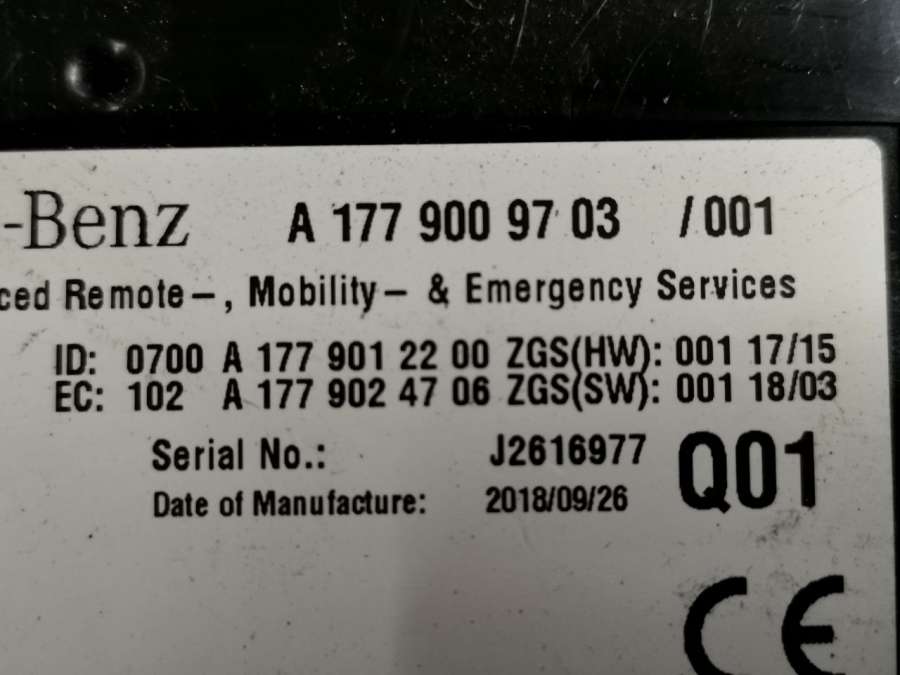 -Benz A 177 900 97 03 /001
ced Remote-, Mobility- & Emergency Services
ID: 0700 A 177 901 22 00 ZGS(HW): 001 17/15
EC: 102 A 177 902 47 06 ZGS(SW): 001 18/03
Serial No.: J2616977 Q01
Date of Manufacture: 2018/09/26
CE